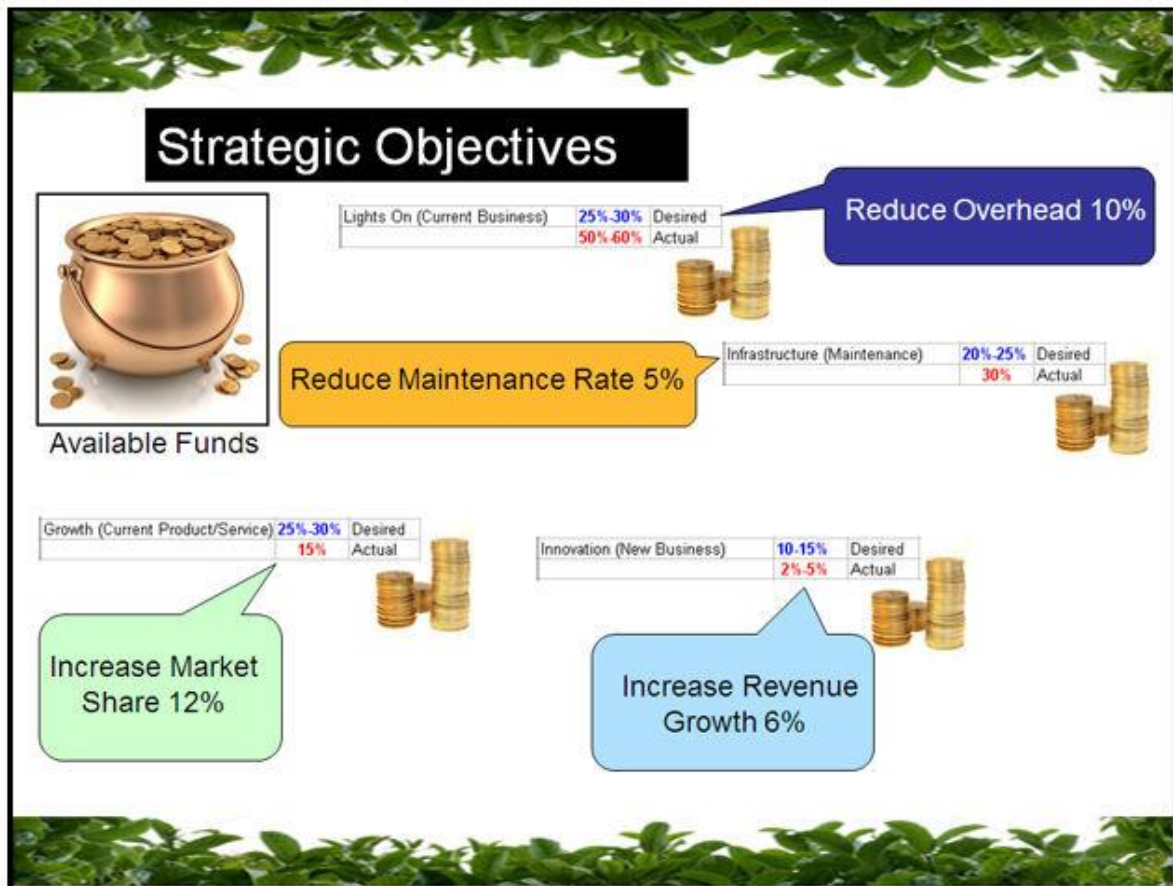 Strategic Objectives
Lights On (Current Business) 25%-30% Desired
50%-60% Actual
Reduce Overhead 10%
Reduce Maintenance Rate 5%
Infrastructure (Maintenance) 20%-25% Desired
30% Actual
Available Funds
Growth (Current Product/Service) 25%-30% Desired
15% Actual
Innovation (New Business) 10-15% Desired
2%-5% Actual
Increase Market
Share 12%
Increase Revenue
Growth 6%